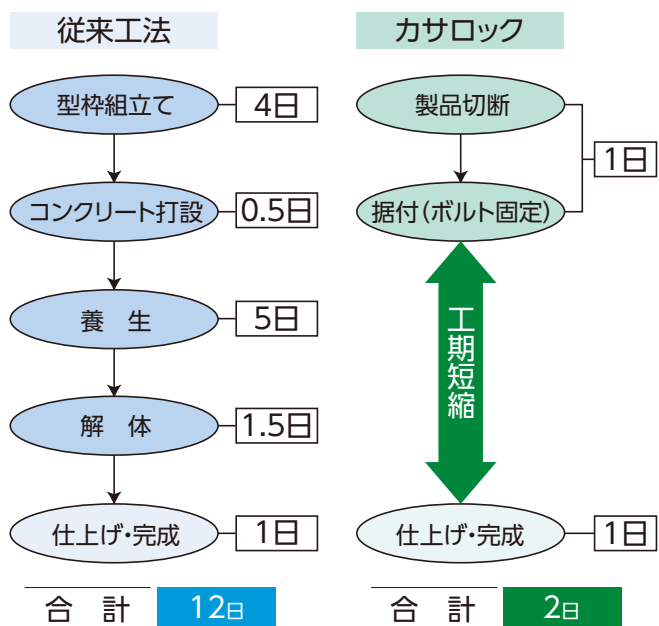 従来工法
型枠組立て
4日
コンクリート打設
0.5日
養 生
5日
解 体
1.5日
仕上げ・完成
1日
合 計
12日
カサロック
製品切断
据付(ボルト固定)
1日
工期短縮
仕上げ・完成
1日
合 計
2日